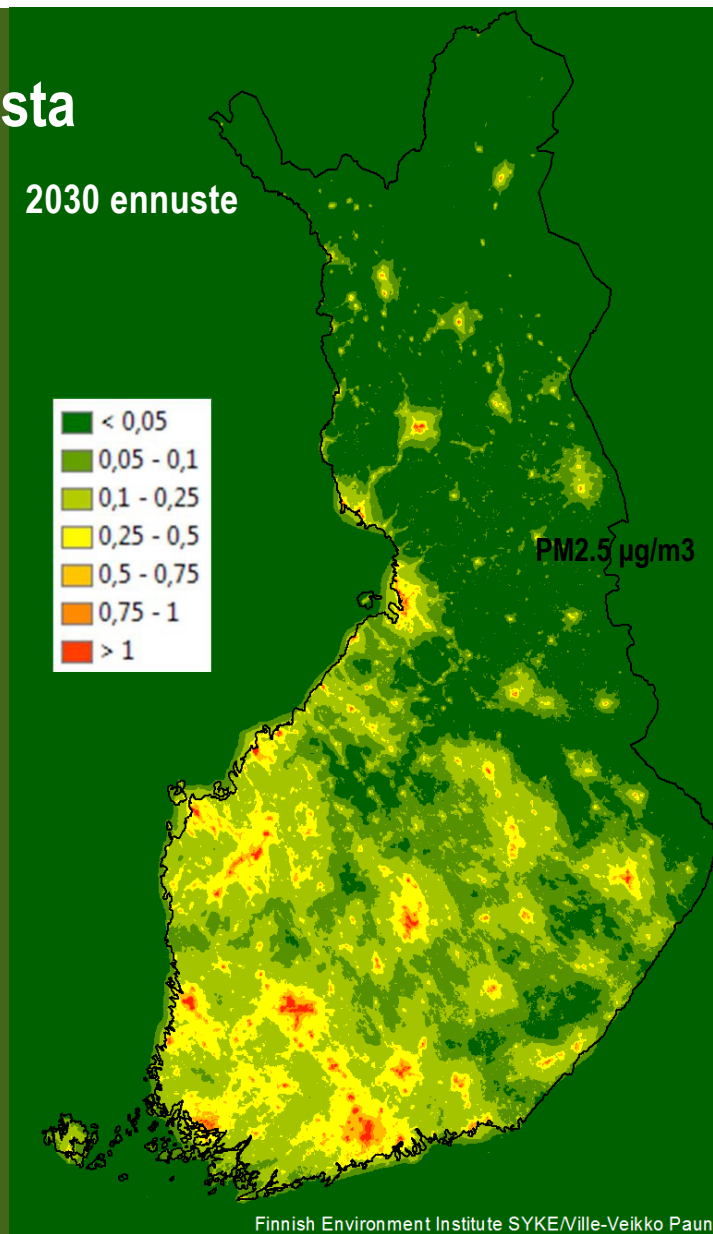 sta
2030 ennuste
< 0,05
0,05 - 0,1
0,1 - 0,25
0,25 - 0,5
0,5 - 0,75
0,75 - 1
> 1
PM2.5 µg/m3
Finnish Environment Institute SYKE/Ville-Veikko Paun